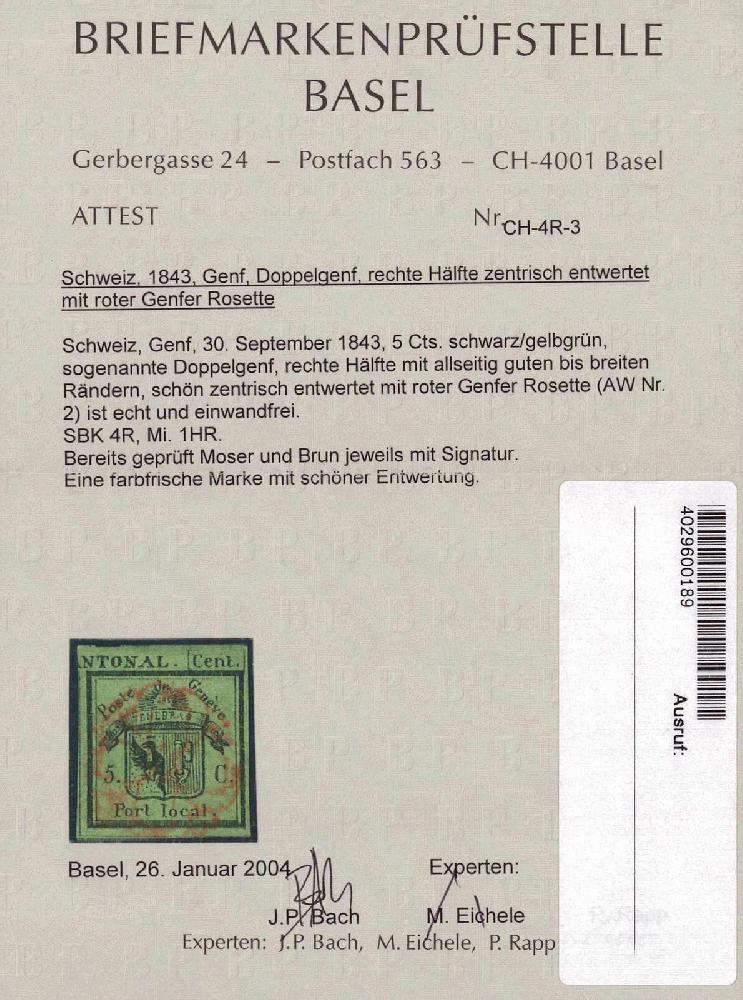 BRIEFMARKENPRÜFSTELLE
BASEL
Gerbergasse 24 – Postfach 563 – CH-4001 Basel
ATTEST Nr. CH-4R-3
Schweiz, 1843, Genf, Doppelgenf, rechte Hälfte zentrisch entwertet
mit roter Genfer Rosette
Schweiz, Genf, 30. September 1843, 5 Cts. schwarz/gelbgrün,
sogenannte Doppelgenf, rechte Hälfte mit allseitig guten bis breiten
Rändern, schön zentrisch entwertet mit roter Genfer Rosette (AW Nr.
2) ist echt und einwandfrei.
SBK 4R, Mi. 1HR.
Bereits geprüft Moser und Brun jeweils mit Signatur.
Eine farbfrische Marke mit schöner Entwertung.
4029600189
Ausruf:
NTONAL. Cent.
Poste de Genève
5. C.
Port local.
Basel, 26. Januar 2004 Experten:
J.P. Bach M. Eichele P. Rapp
Experten: J.P. Bach, M. Eichele, P. Rapp